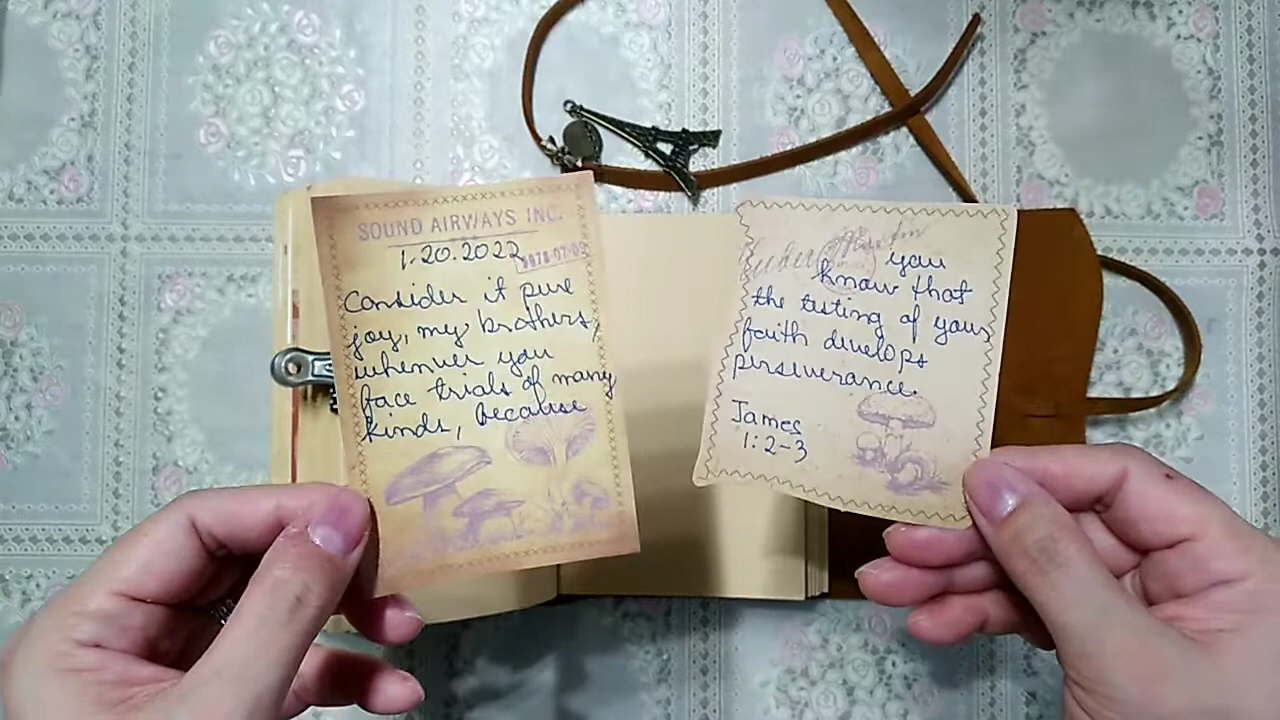 SOUND AIRWAYS INC.
1-20.2022
Consider it pure
joy, my brothers,
whenever you
face trials of many
kinds, because
you
know that
the testing of your
faith develops
perseverance.
James
1:2-3